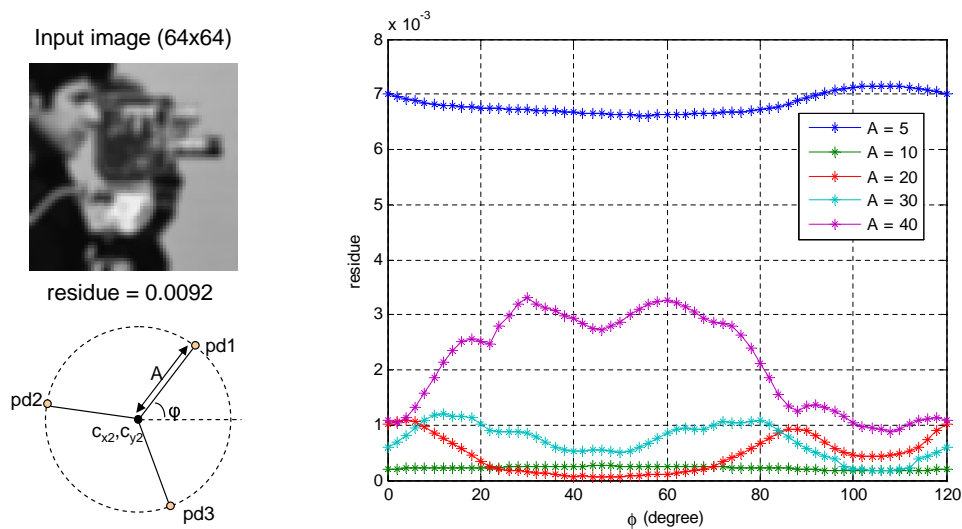 Input image (64x64)
residue = 0.0092
pd1
A
φ
pd2
cx2,cy2
pd3
x 10-3
8
7
6
5
4
3
2
1
0
residue
0 20 40 60 80 100 120
ϕ (degree)
A = 5
A = 10
A = 20
A = 30
A = 40